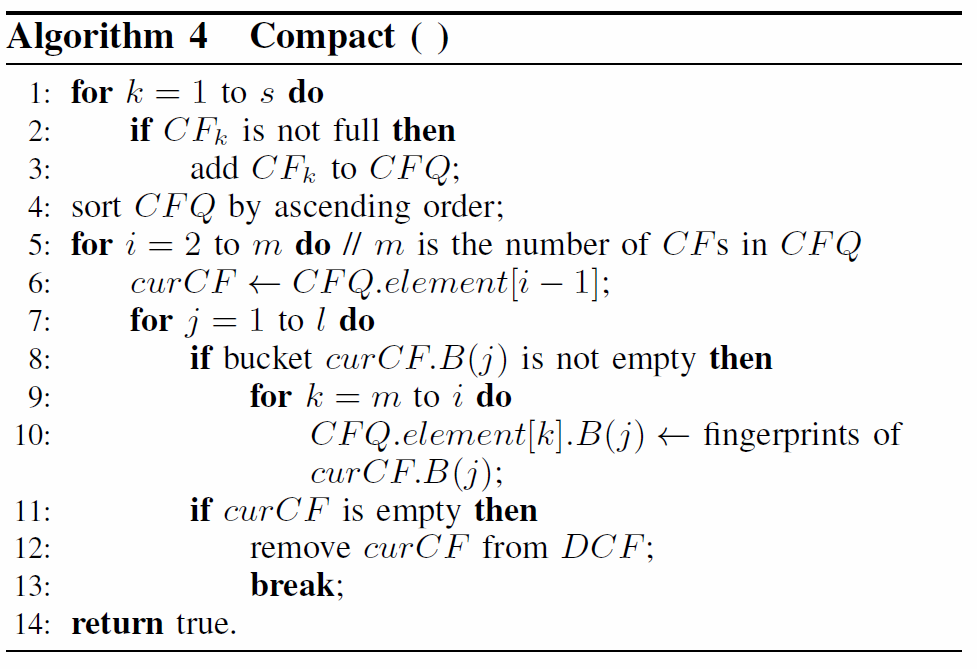 Algorithm 4 Compact ( )
1: for k = 1 to s do
2: if CFₖ is not full then
3: add CFₖ to CFQ;
4: sort CFQ by ascending order;
5: for i = 2 to m do // m is the number of CFs in CFQ
6: curCF ← CFQ.element[i − 1];
7: for j = 1 to l do
8: if bucket curCF.B(j) is not empty then
9: for k = m to i do
10: CFQ.element[k].B(j) ← fingerprints of
curCF.B(j);
11: if curCF is empty then
12: remove curCF from DCF;
13: break;
14: return true.